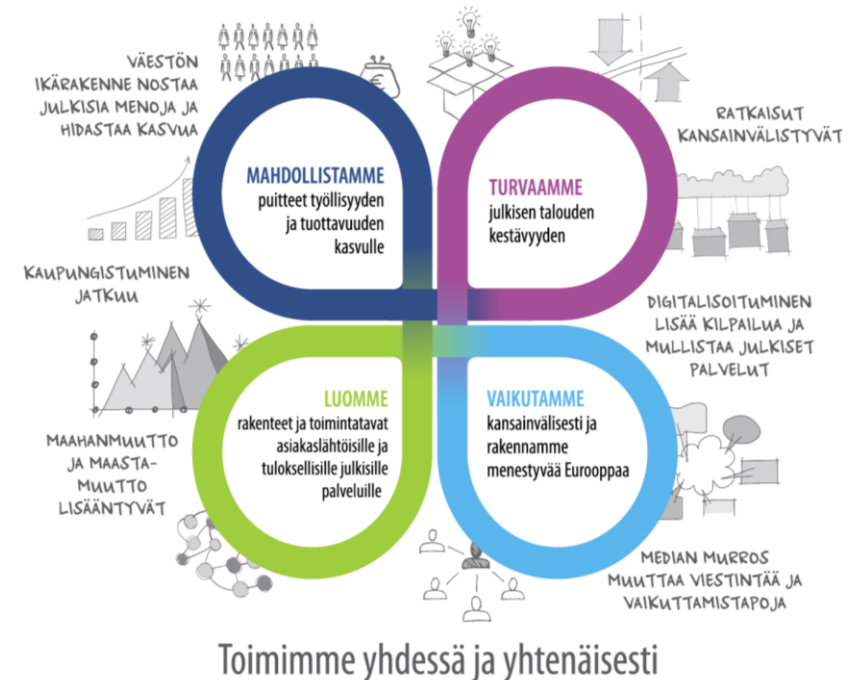 VÄESTÖN
IKÄRAKENNE NOSTAA
JULKISIA MENOJA JA
HIDASTAA KASVUA
KAUPUNGISTUMINEN
JATKUU
MAAHANMUUTTO
JA MAASTA-
MUUTTO
LISÄÄNTYVÄT
MAHDOLLISTAMME
puitteet työllisyyden
ja tuottavuuden
kasvulle
TURVAAMME
julkisen talouden
kestävyyden
LUOMME
rakenteet ja toimintatavat
asiakaslähtöisille ja
tuloksellisille julkisille
palveluille
VAIKUTAMME
kansainvälisesti ja
rakennamme
menestyvää Eurooppaa
RATKAISUT
KANSAINVÄLISTYVÄT
DIGITALISOITUMINEN
LISÄÄ KILPAILUA JA
MULLISTAA JULKISET
PALVELUT
MEDIAN MURROS
MUUTTAA VIESTINTÄÄ JA
VAIKUTTAMISTAPOJA
Toimimme yhdessä ja yhtenäisesti